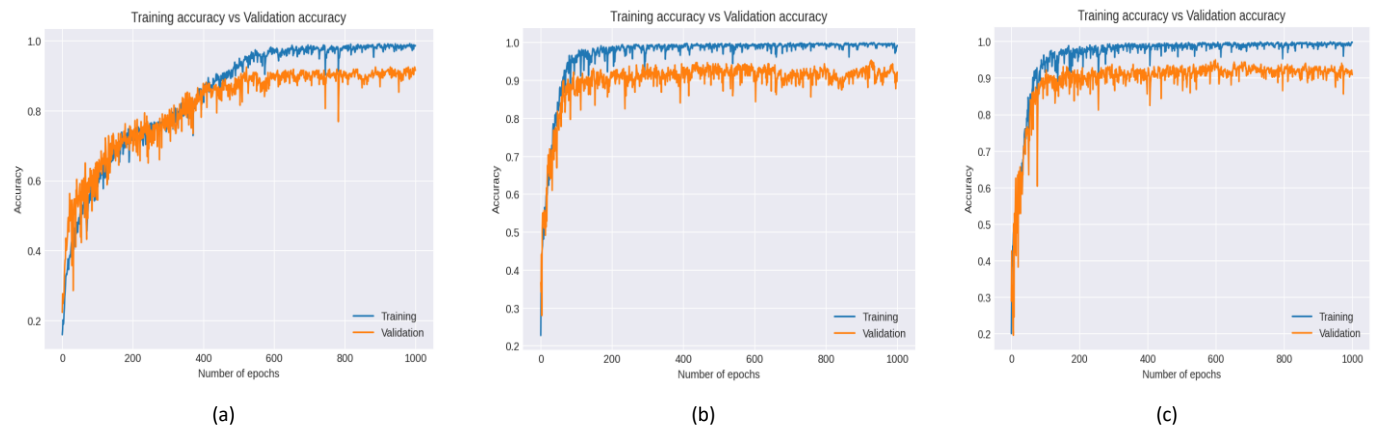 Training accuracy vs Validation accuracy
1.0
0.8
0.6
0.4
0.2
Accuracy
Training
Validation
0 200 400 600 800 1000
Number of epochs
(a)
Training accuracy vs Validation accuracy
1.0
0.9
0.8
0.7
0.6
0.5
0.4
0.3
0.2
Accuracy
Training
Validation
0 200 400 600 800 1000
Number of epochs
(b)
Training accuracy vs Validation accuracy
1.0
0.9
0.8
0.7
0.6
0.5
0.4
0.3
0.2
Accuracy
Training
Validation
0 200 400 600 800 1000
Number of epochs
(c)